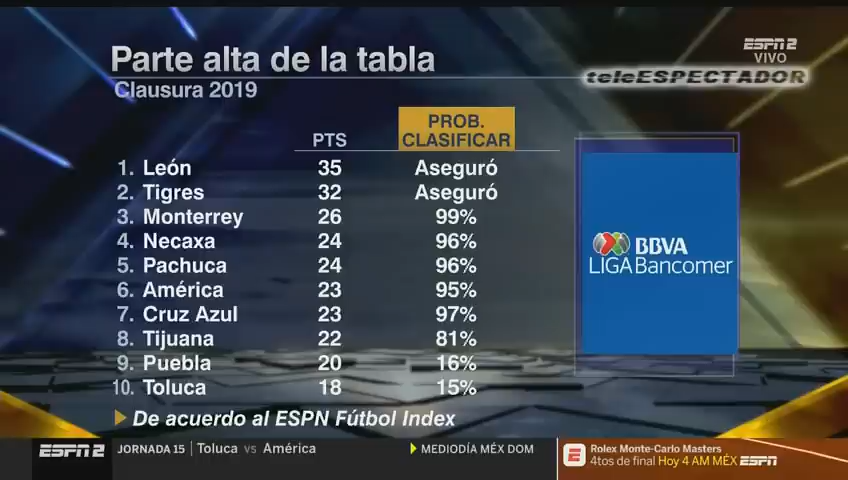 Parte alta de la tabla
ESPN 2
VIVO
teleESPECTADOR
Clausura 2019
PTS PROB. CLASIFICAR
1. León 35 Aseguró
2. Tigres 32 Aseguró
3. Monterrey 26 99%
4. Necaxa 24 96%
5. Pachuca 24 96%
6. América 23 95%
7. Cruz Azul 23 97%
8. Tijuana 22 81%
9. Puebla 20 16%
10. Toluca 18 15%
De acuerdo al ESPN Fútbol Index
BBVA
LIGA Bancomer
ESPN 2 JORNADA 15 Toluca vs América MEDIODÍA MÉX DOM
E Rolex Monte-Carlo Masters
4tos de final Hoy 4 AM MÉX ESPN